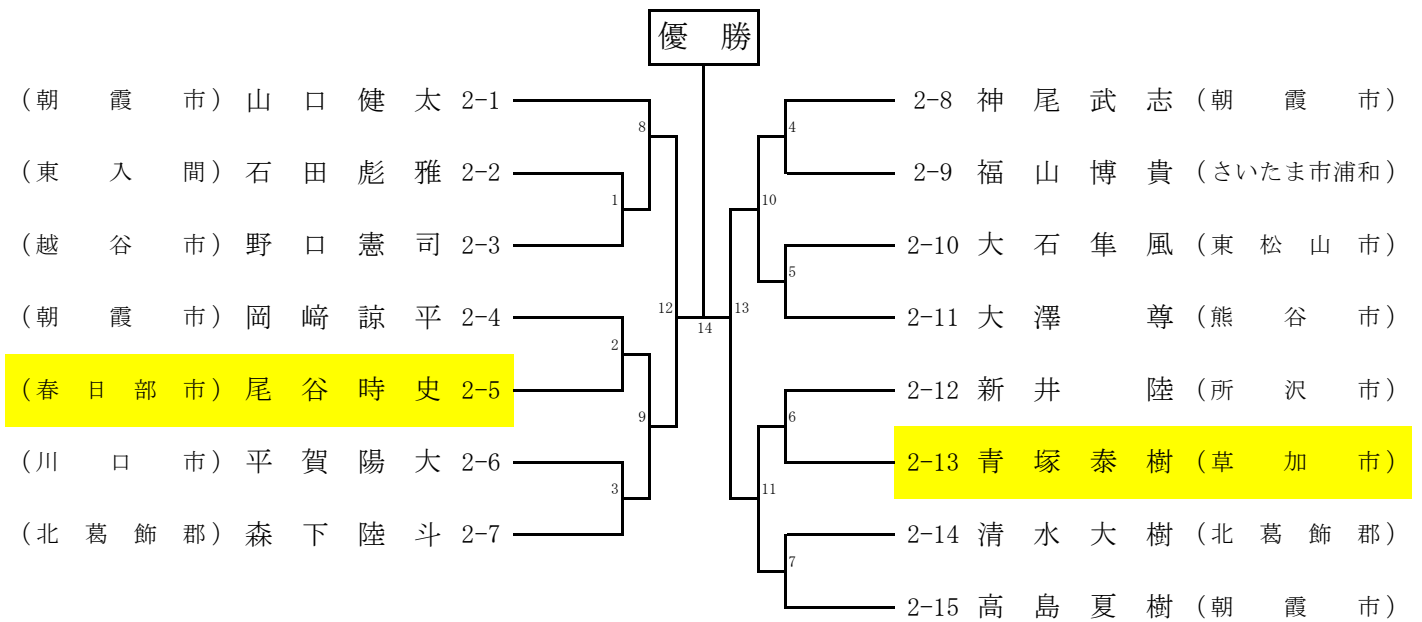 優 勝
(朝 霞 市) 山 口 健 太 2-1
(東 入 間) 石 田 彪 雅 2-2
(越 谷 市) 野 口 憲 司 2-3
(朝 霞 市) 岡 﨑 諒 平 2-4
(春 日 部 市) 尾 谷 時 史 2-5
(川 口 市) 平 賀 陽 大 2-6
(北 葛 飾 郡) 森 下 陸 斗 2-7
8
1
2
9
3
12
14
13
4
10
5
6
11
7
2-8 神 尾 武 志 (朝 霞 市)
2-9 福 山 博 貴 (さいたま市浦和)
2-10 大 石 隼 風 (東 松 山 市)
2-11 大 澤 尊 (熊 谷 市)
2-12 新 井 陸 (所 沢 市)
2-13 青 塚 泰 樹 (草 加 市)
2-14 清 水 大 樹 (北 葛 飾 郡)
2-15 高 島 夏 樹 (朝 霞 市)